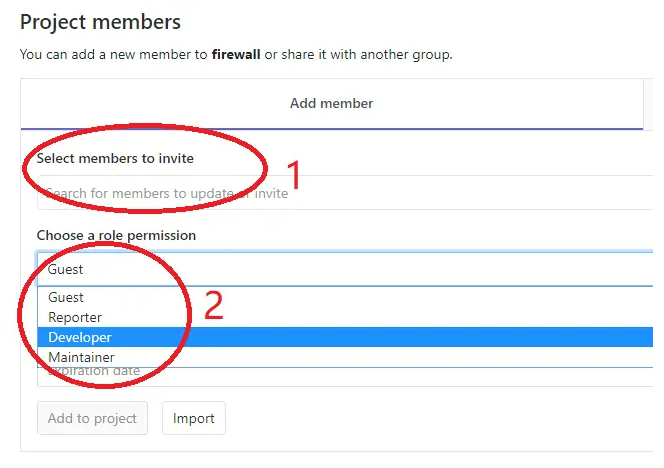 Project members
You can add a new member to firewall or share it with another group.
Add member
Select members to invite
1
Search for members to update or invite
Choose a role permission
Guest
Guest
2
Reporter
Developer
Maintainer
Expiration date
Add to project Import